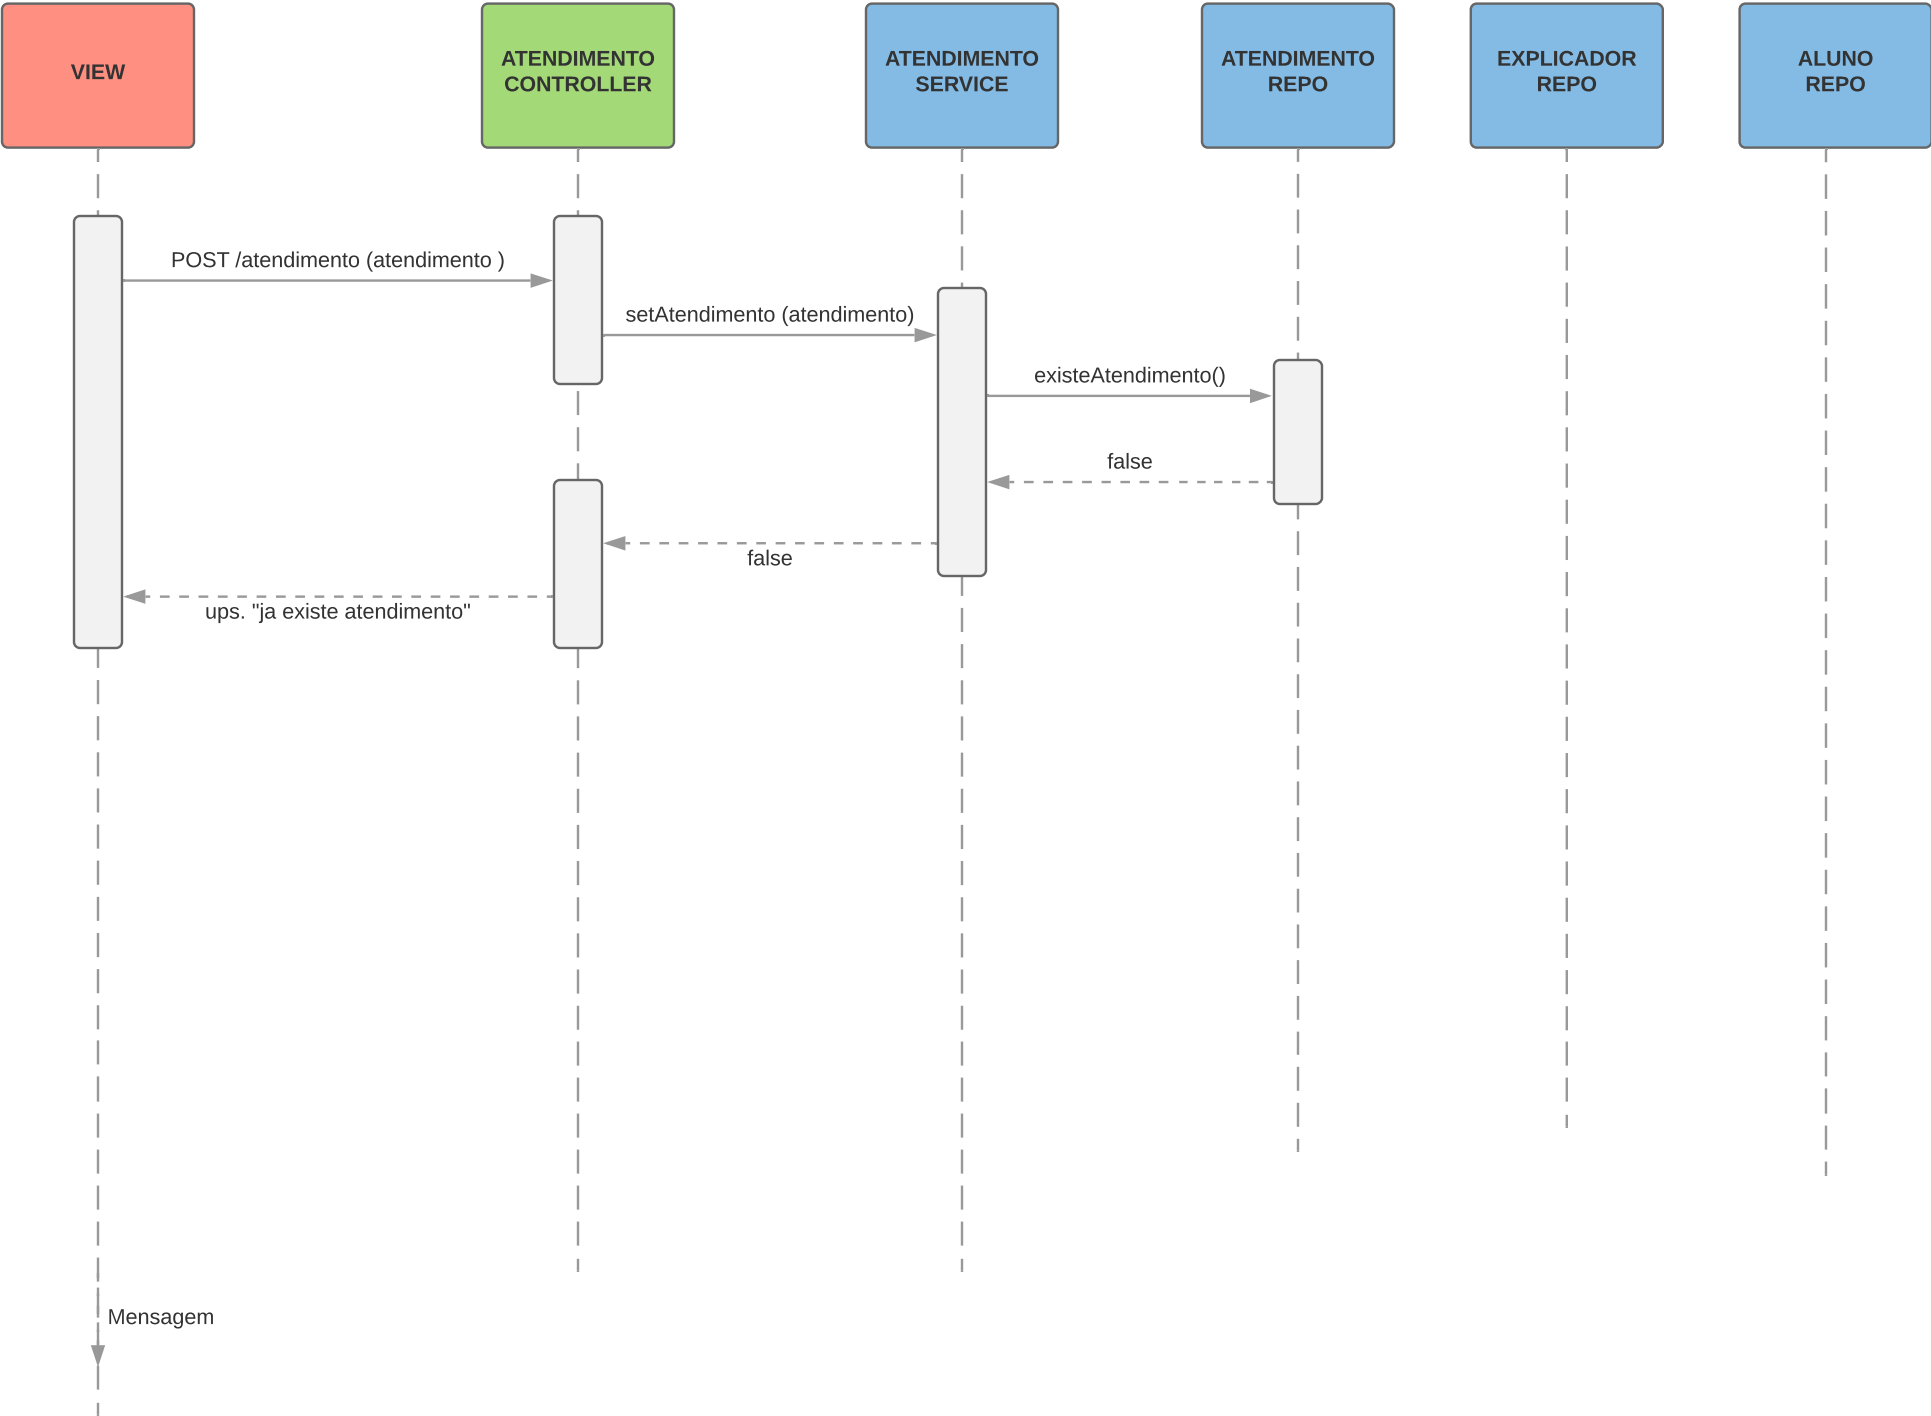 VIEW
ATENDIMENTO
CONTROLLER
ATENDIMENTO
SERVICE
ATENDIMENTO
REPO
EXPLICADOR
REPO
ALUNO
REPO
POST /atendimento (atendimento )
setAtendimento (atendimento)
existeAtendimento()
false
false
ups. "ja existe atendimento"
Mensagem